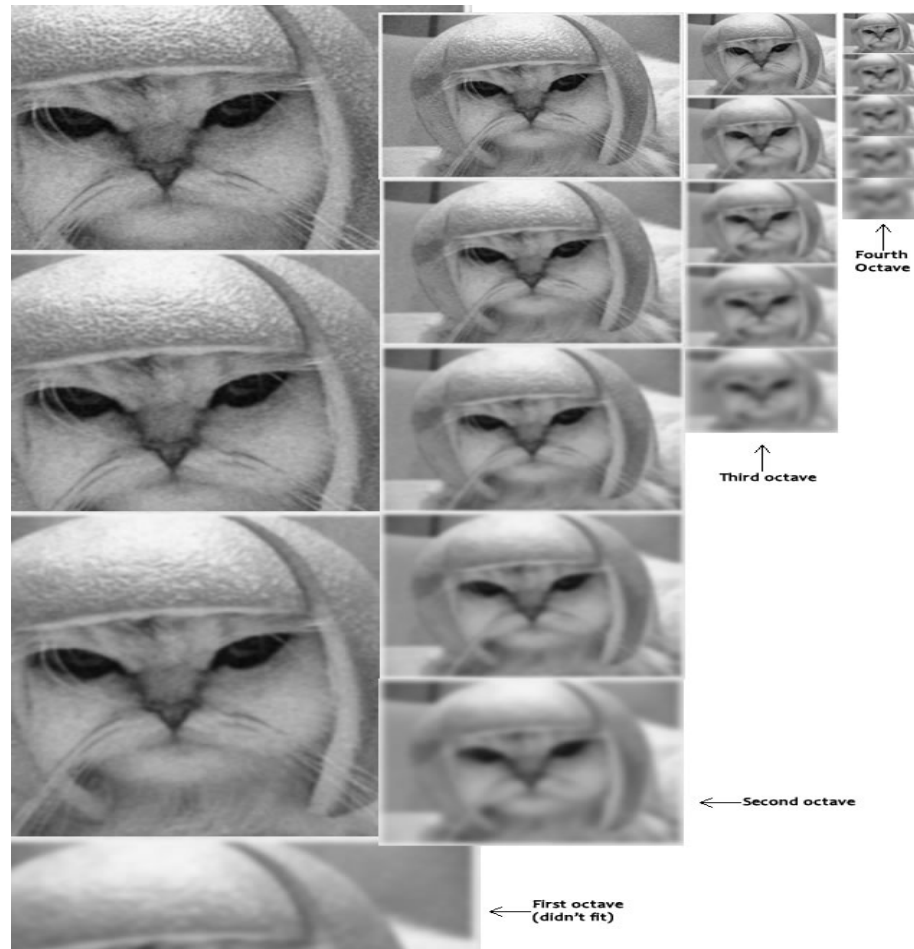 Fourth
Octave
Third octave
Second octave
First octave
(didn't fit)